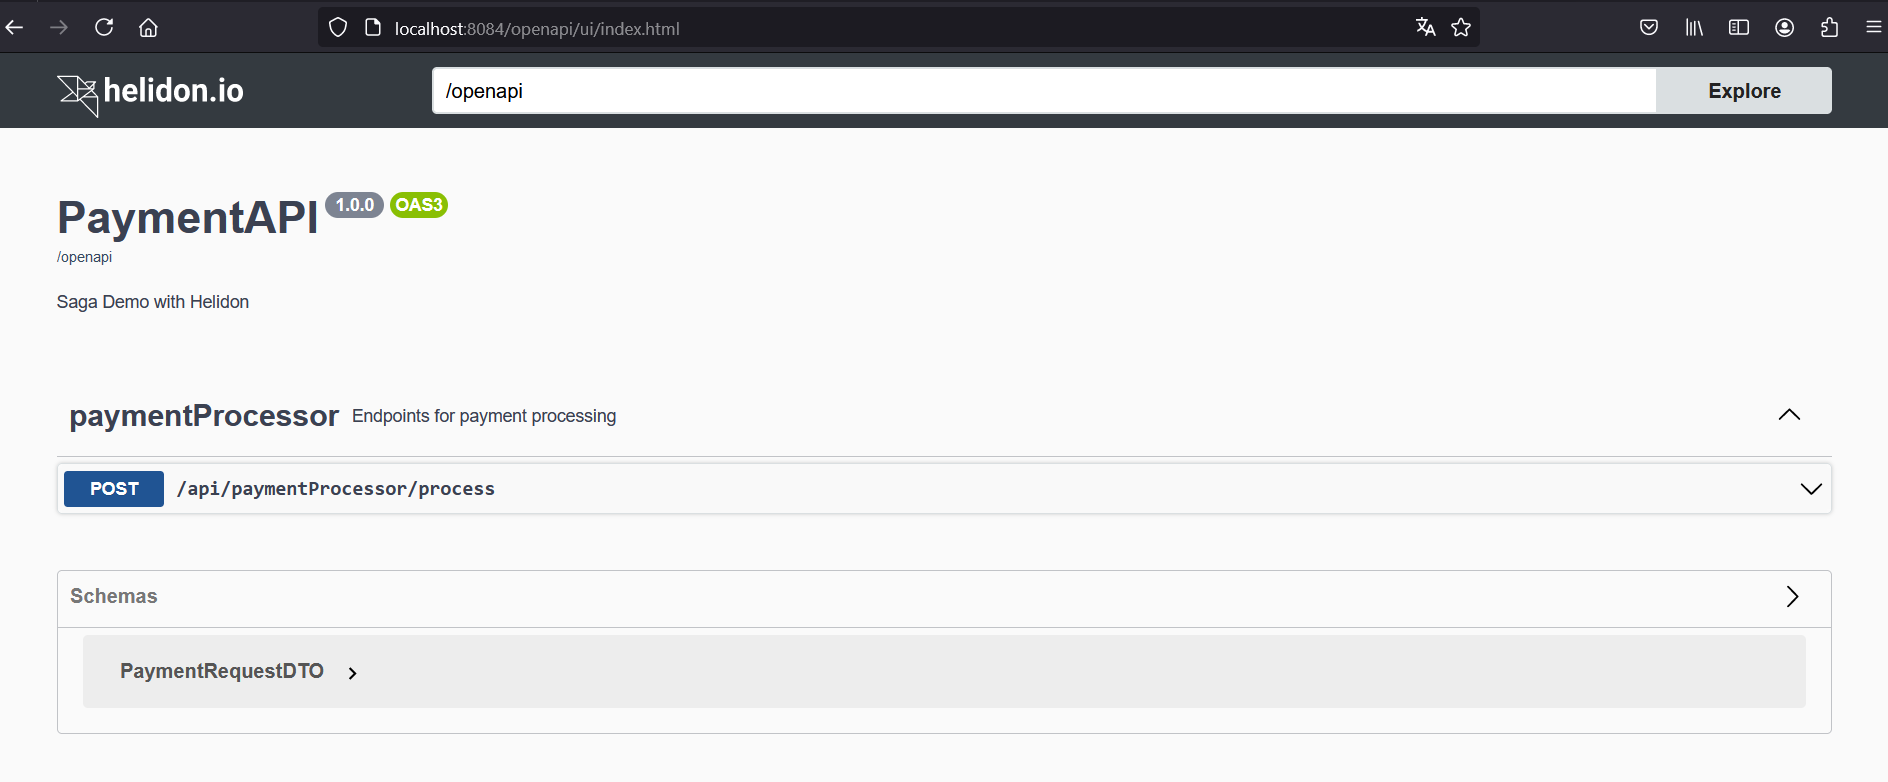 localhost:8084/openapi/ui/index.html
helidon.io
/openapi
Explore
PaymentAPI 1.0.0 OAS3
/openapi
Saga Demo with Helidon
paymentProcessor Endpoints for payment processing
POST /api/paymentProcessor/process
Schemas
PaymentRequestDTO